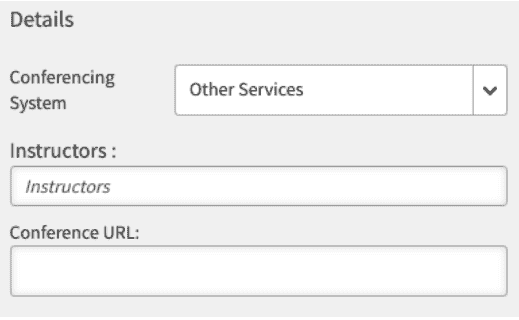 Details
Conferencing
System
Other Services
Instructors :
Instructors
Conference URL: